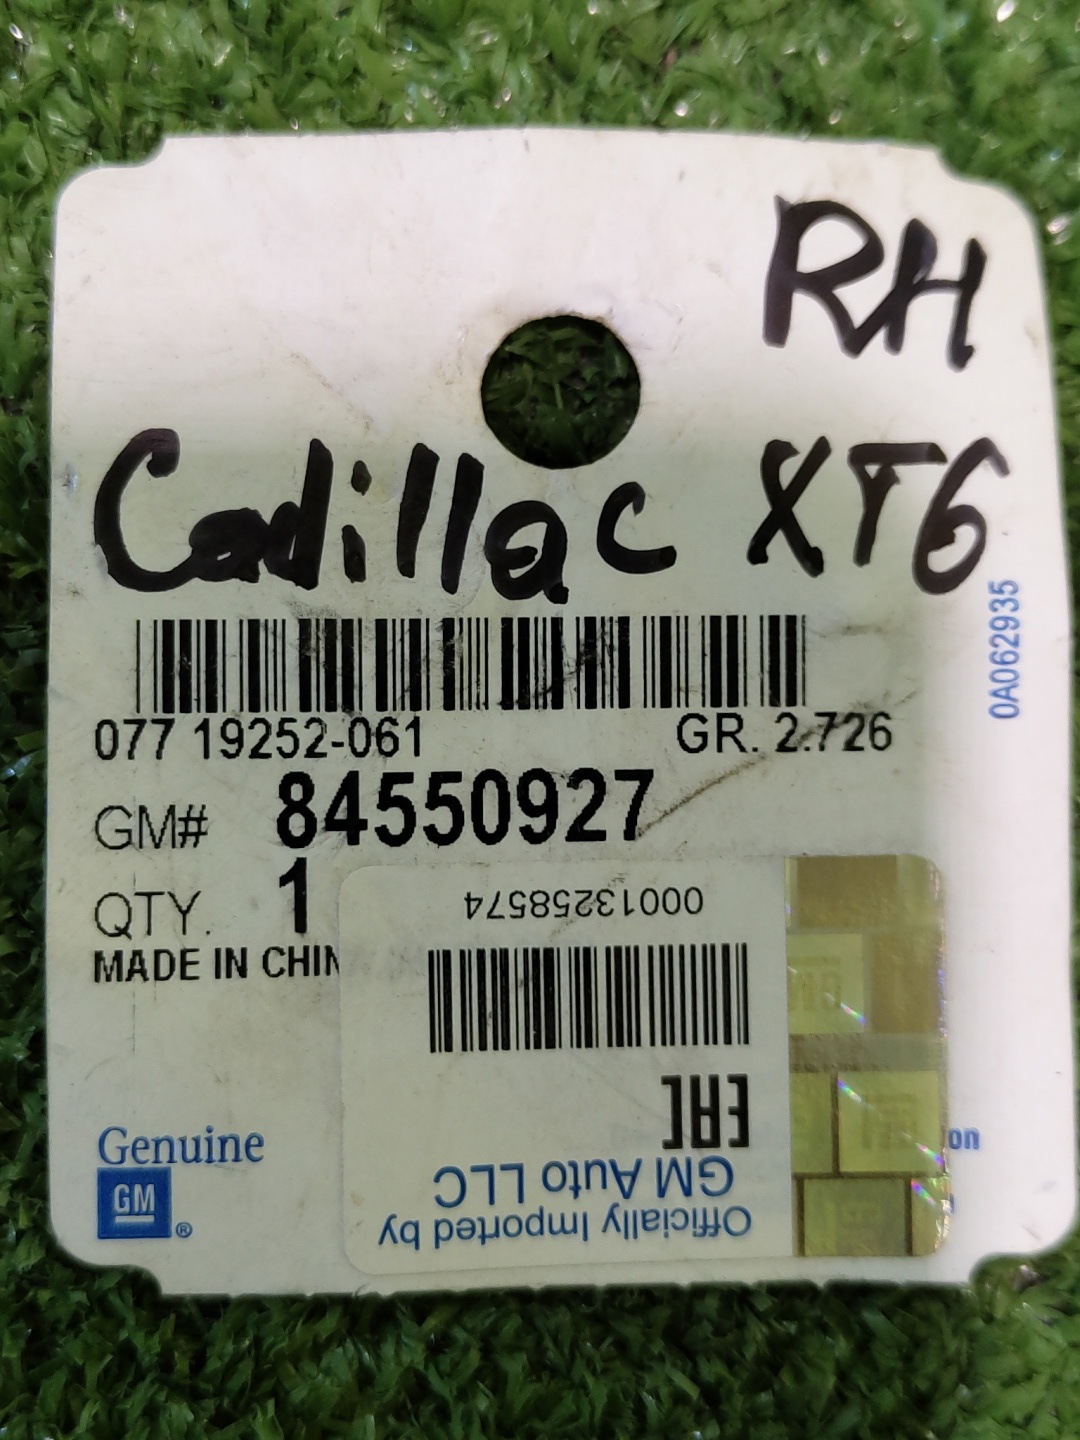 RH
Cadillac XT6
0A062935
077 19252-061 GR. 2.726
GM# 84550927
QTY. 1
MADE IN CHIN
00013258574
EAC
GM Auto LLC
Officially Imported by
Genuine
GM ®
on